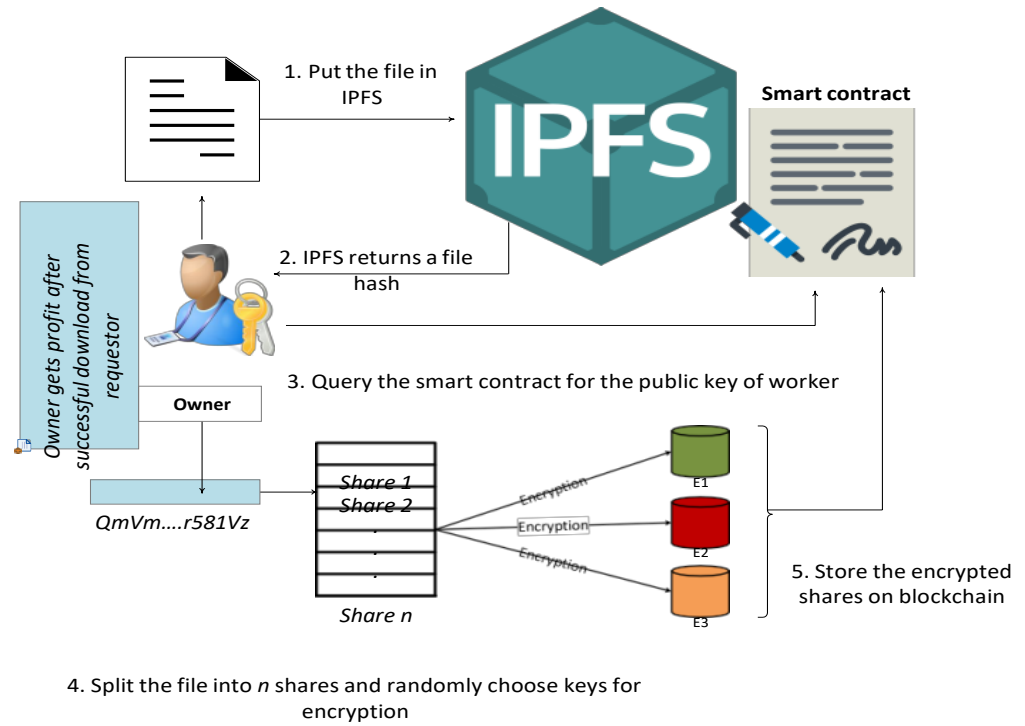 1. Put the file in
IPFS
IPFS
Smart contract
2. IPFS returns a file
hash
Owner gets profit after
successful download from
requestor
3. Query the smart contract for the public key of worker
Owner
QmVm....r581Vz
Share 1
Share 2
.
.
.
Share n
Encryption
Encryption
Encryption
E1
E2
E3
5. Store the encrypted
shares on blockchain
4. Split the file into n shares and randomly choose keys for
encryption